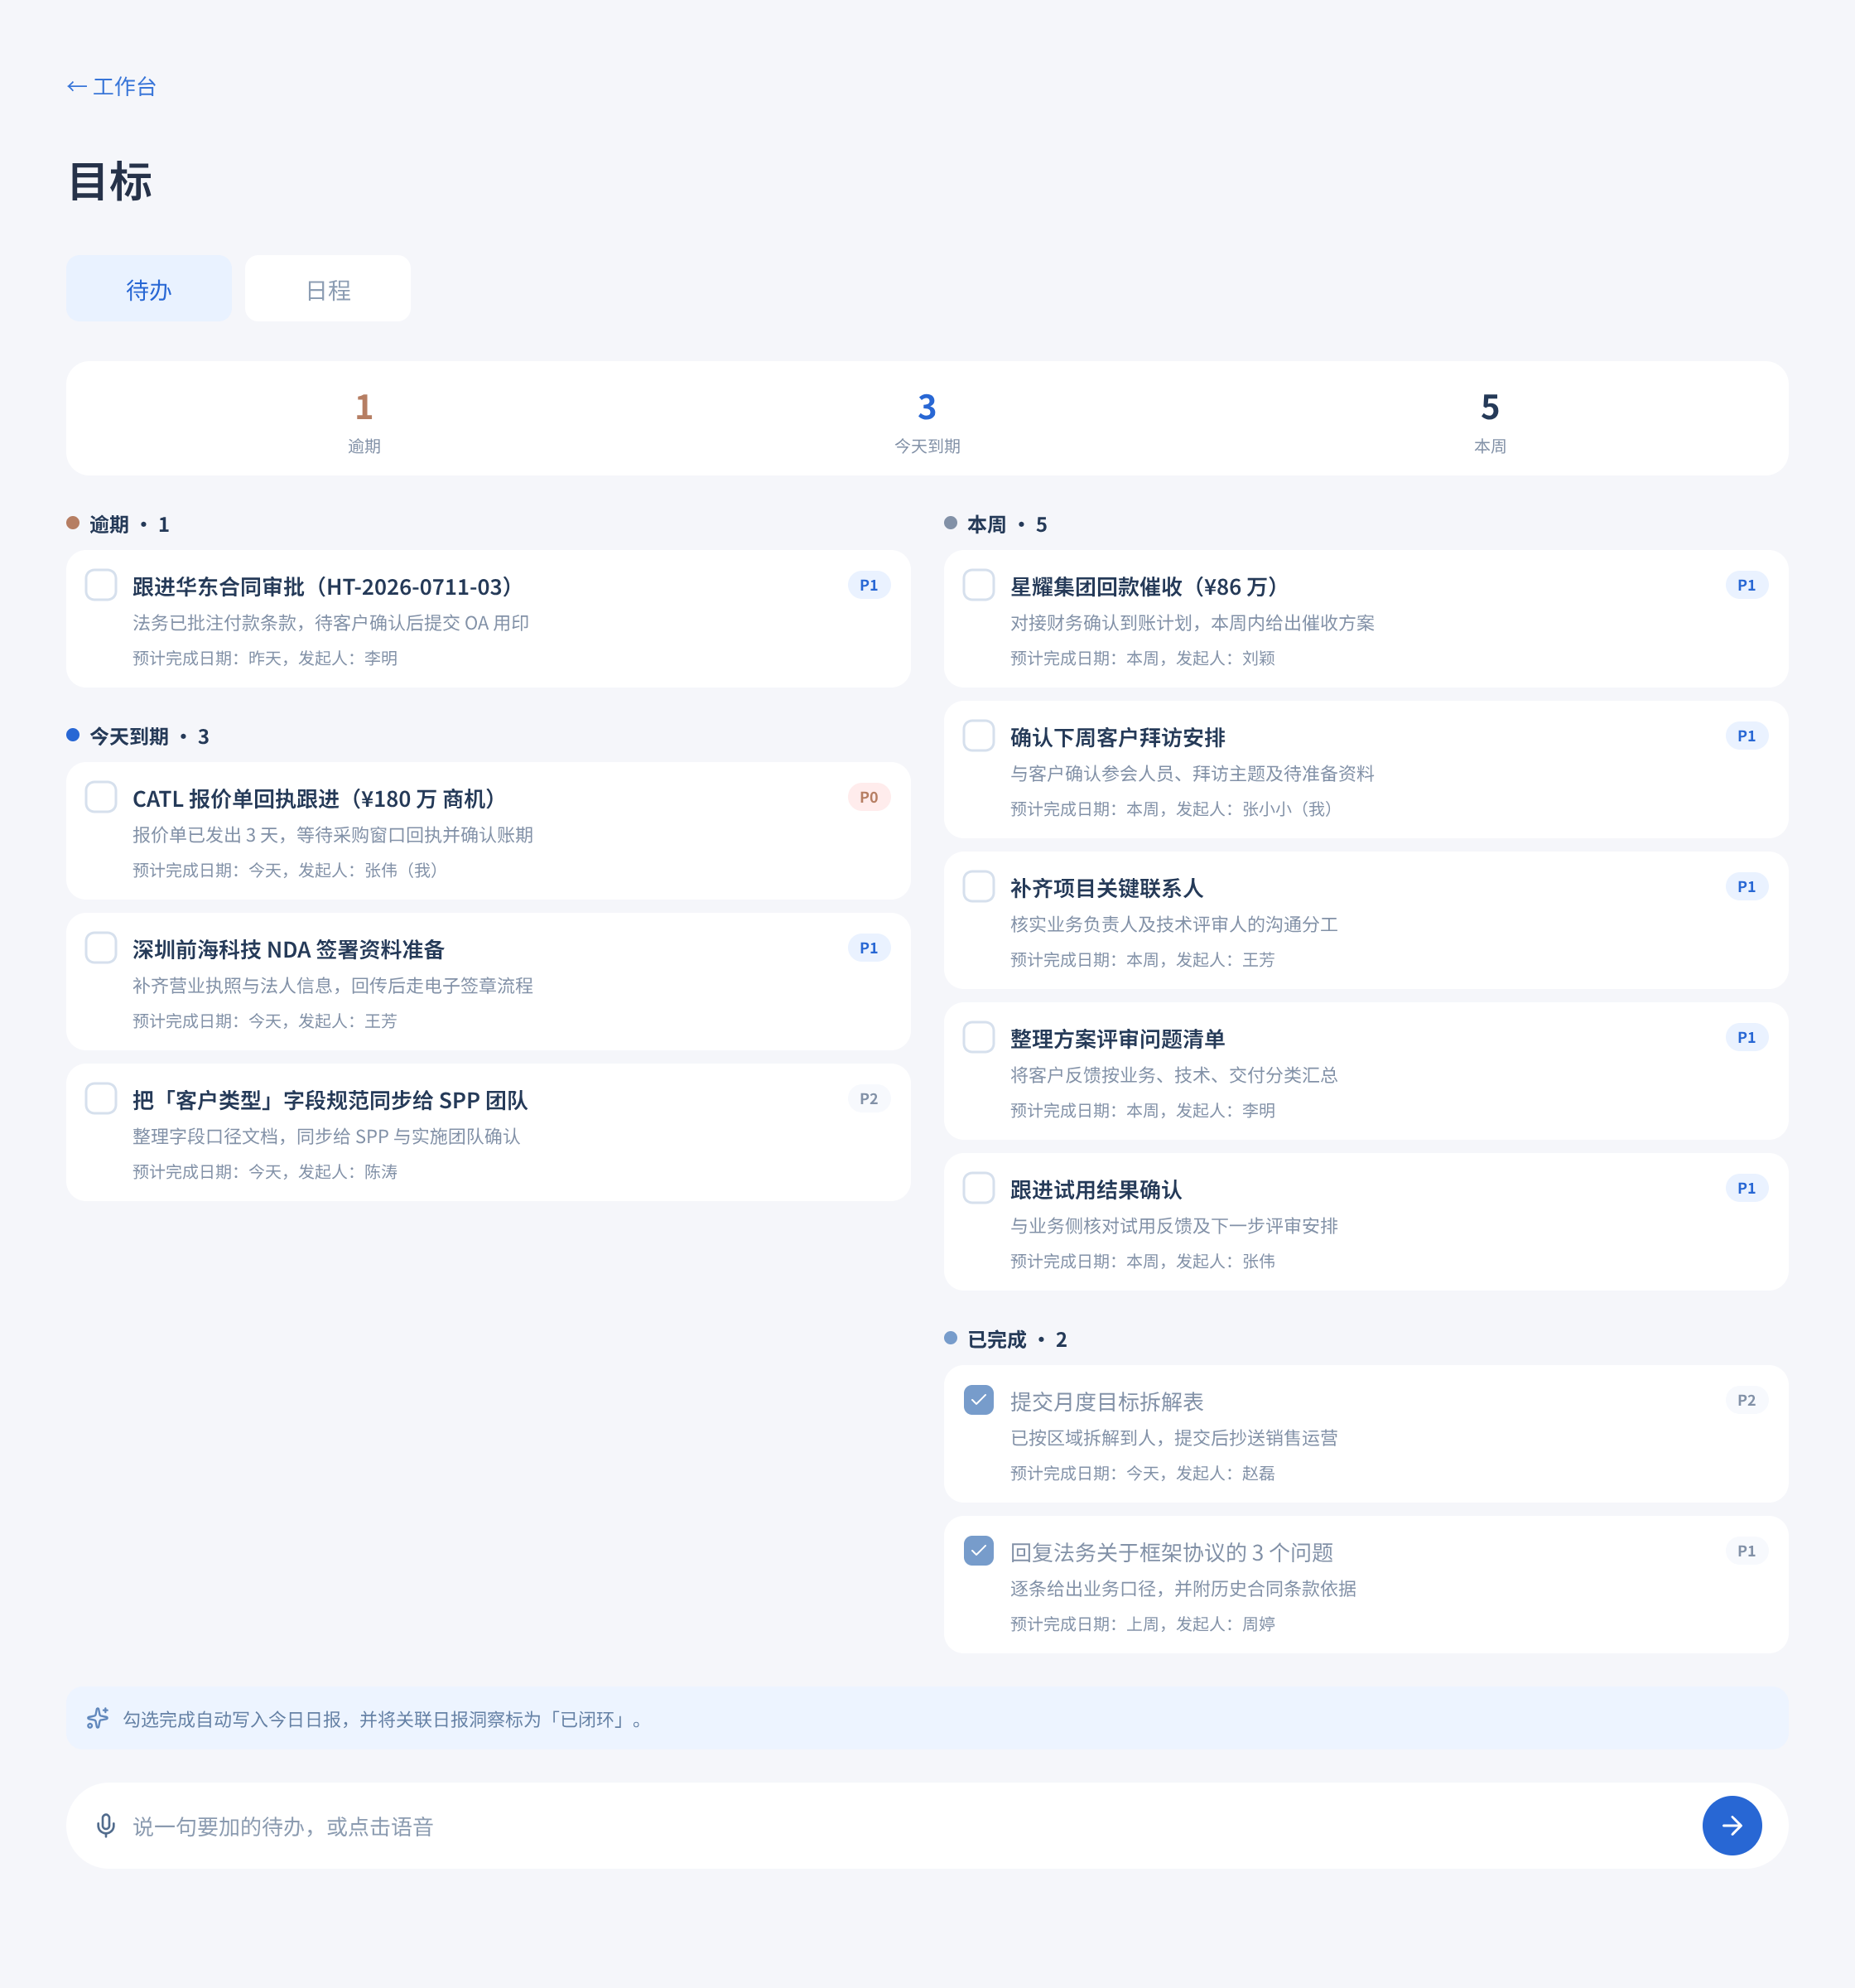 ← 工作台
目标
待办
日程
1
逾期
3
今天到期
5
本周
逾期 · 1
跟进华东合同审批（HT-2026-0711-03）
P1
法务已批注付款条款，待客户确认后提交 OA 用印
预计完成日期：昨天，发起人：李明
今天到期 · 3
CATL 报价单回执跟进（¥180 万 商机）
P0
报价单已发出 3 天，等待采购窗口回执并确认账期
预计完成日期：今天，发起人：张伟（我）
深圳前海科技 NDA 签署资料准备
P1
补齐营业执照与法人信息，回传后走电子签章流程
预计完成日期：今天，发起人：王芳
把「客户类型」字段规范同步给 SPP 团队
P2
整理字段口径文档，同步给 SPP 与实施团队确认
预计完成日期：今天，发起人：陈涛
本周 · 5
星耀集团回款催收（¥86 万）
P1
对接财务确认到账计划，本周内给出催收方案
预计完成日期：本周，发起人：刘颖
确认下周客户拜访安排
P1
与客户确认参会人员、拜访主题及待准备资料
预计完成日期：本周，发起人：张小小（我）
补齐项目关键联系人
P1
核实业务负责人及技术评审人的沟通分工
预计完成日期：本周，发起人：王芳
整理方案评审问题清单
P1
将客户反馈按业务、技术、交付分类汇总
预计完成日期：本周，发起人：李明
跟进试用结果确认
P1
与业务侧核对试用反馈及下一步评审安排
预计完成日期：本周，发起人：张伟
已完成 · 2
提交月度目标拆解表
P2
已按区域拆解到人，提交后抄送销售运营
预计完成日期：今天，发起人：赵磊
回复法务关于框架协议的 3 个问题
P1
逐条给出业务口径，并附历史合同条款依据
预计完成日期：上周，发起人：周婷
勾选完成自动写入今日日报，并将关联日报洞察标为「已闭环」。
说一句要加的待办，或点击语音